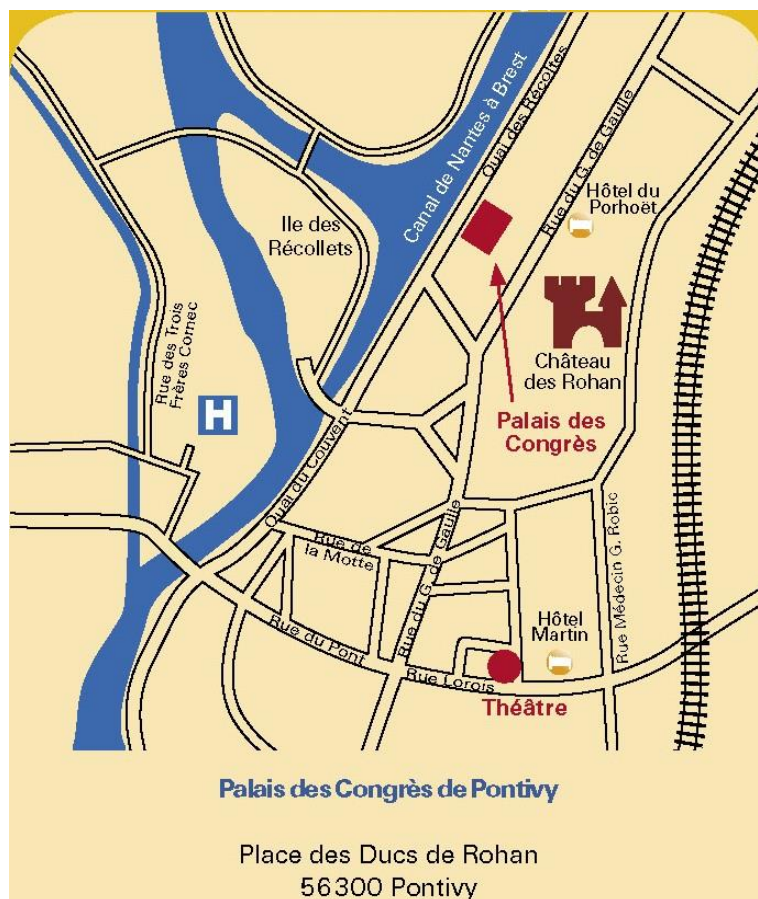 Canal de Nantes à Brest
Quai des Récoltes
Rue du G. de Gaulle
Hôtel du
Porhoët
Ile des
Récollets
Rue des Trois
Frères Cornec
Château
des Rohan
H
Palais des
Congrès
Quai du Couvent
Rue de
la Motte
Rue du G. de Gaulle
Rue Médecin G. Robic
Hôtel
Martin
Rue du Pont
Rue Lorois
Théâtre
Palais des Congrès de Pontivy
Place des Ducs de Rohan
56300 Pontivy